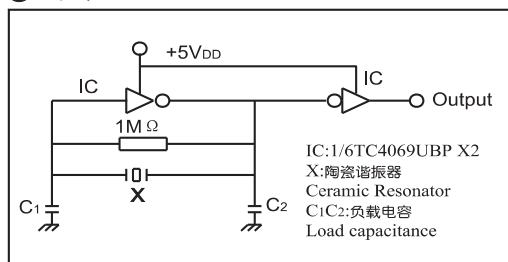 +5VDD
IC
IC
Output
1M Ω
X
C1
C2
IC:1/6TC4069UBP X2
X:陶瓷谐振器
Ceramic Resonator
C1C2:负载电容
Load capacitance